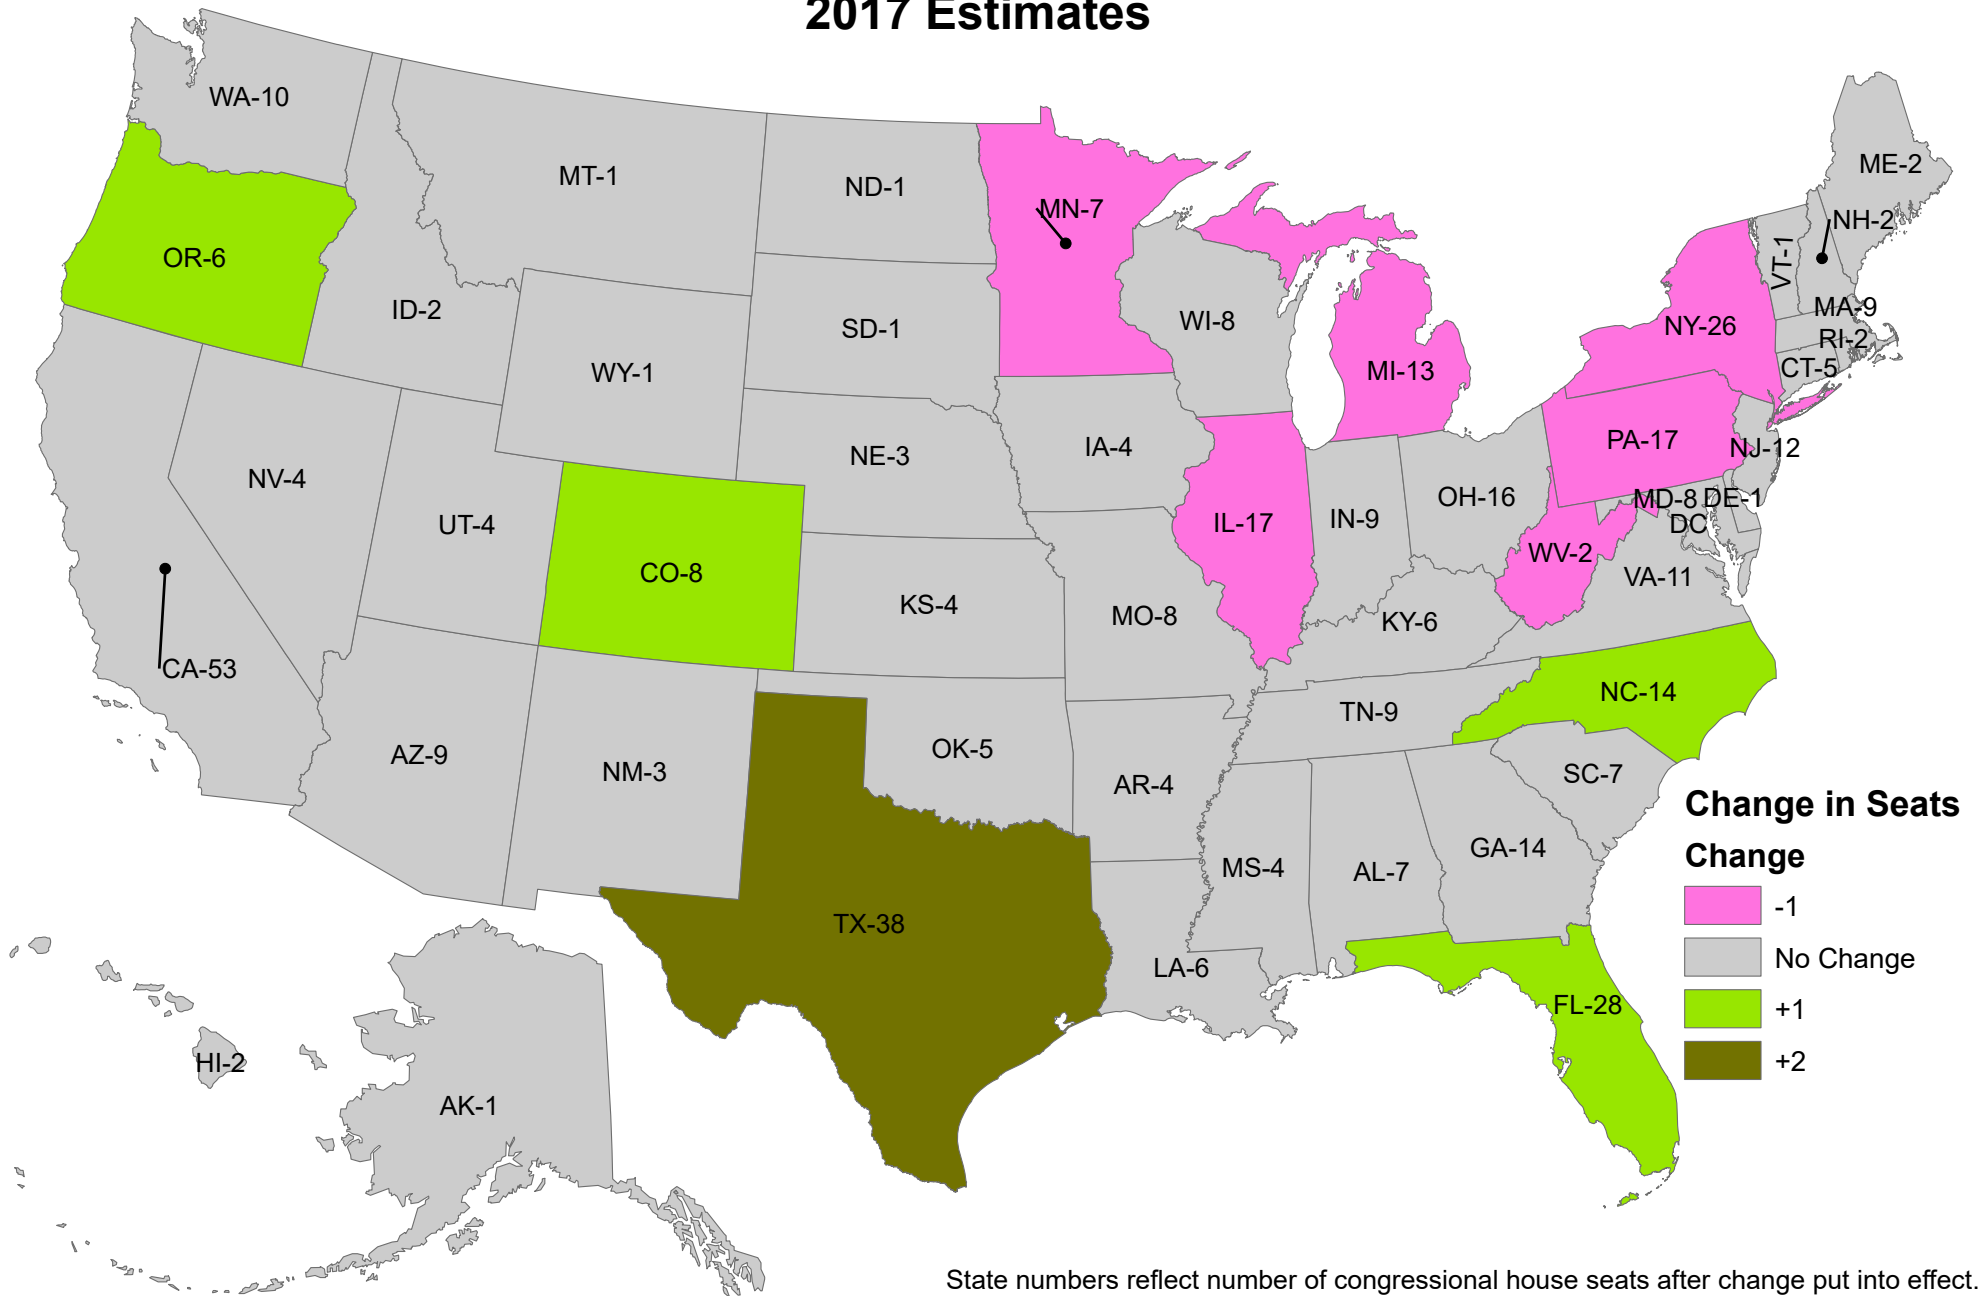 2017 Estimates
WA-10
MT-1
ND-1
MN-7
ME-2
NH-2
VT-1
OR-6
ID-2
SD-1
WI-8
MI-13
NY-26
MA-9
RI-2
CT-5
WY-1
NE-3
IA-4
PA-17
NJ-12
NV-4
UT-4
CO-8
KS-4
MO-8
IL-17
IN-9
OH-16
WV-2
MD-8
DE-1
DC
VA-11
KY-6
CA-53
AZ-9
NM-3
OK-5
AR-4
TN-9
NC-14
SC-7
TX-38
LA-6
MS-4
AL-7
GA-14
FL-28
HI-2
AK-1
Change in Seats
Change
-1
No Change
+1
+2
State numbers reflect number of congressional house seats after change put into effect.